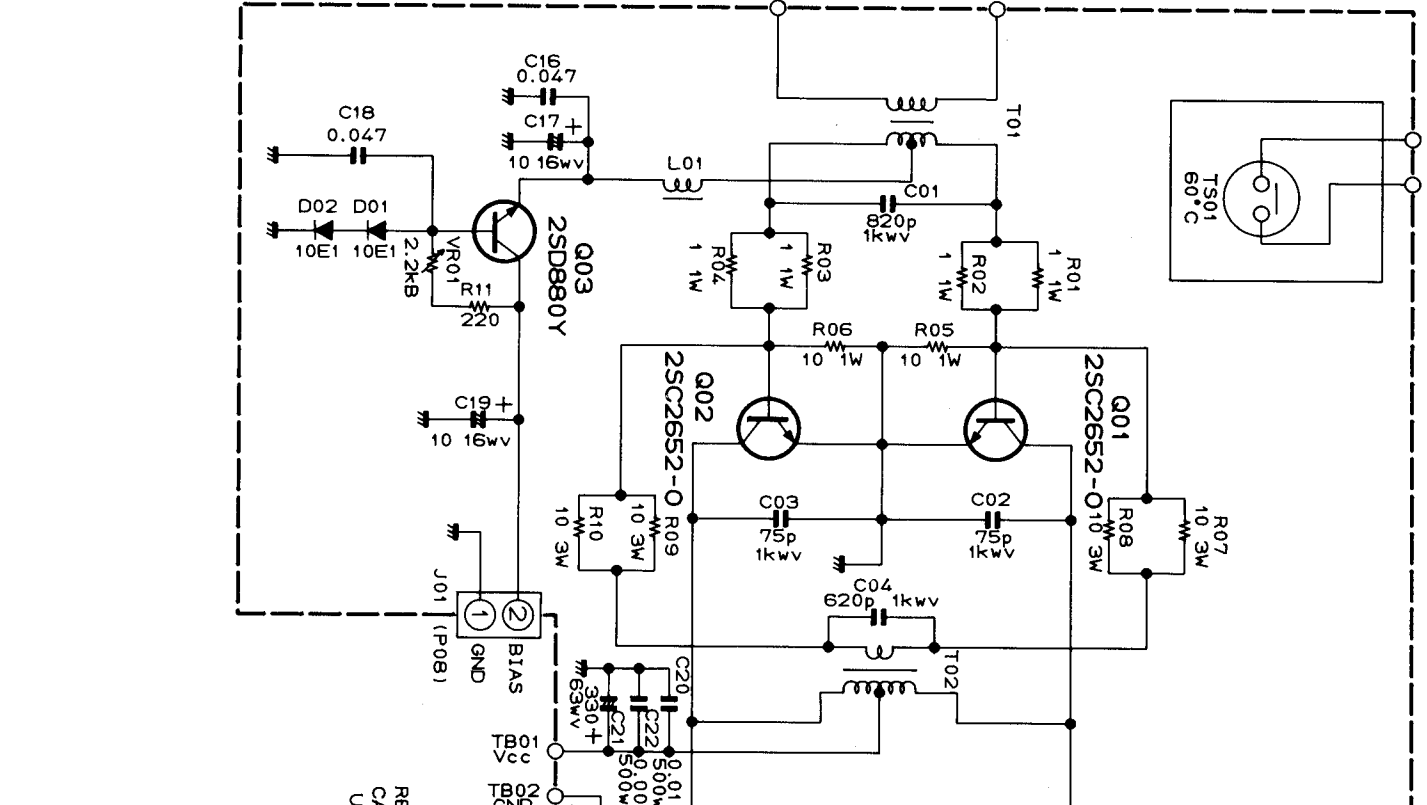 C16
0.047
C17 +
10 16wv
C18
0.047
L01
T01
C01
820p
1kwv
TS01
60°C
D02 D01
10E1 10E1
VR01
2.2kB
R11
220
Q03
2SD880Y
R04
1 1W
R03
1 1W
R02
1 1W
R01
1 1W
R06
10 1W
R05
10 1W
Q02
2SC2652-O
Q01
2SC2652-O
C19 +
10 16wv
R10
10 3W
R09
10 3W
C03
75p
1kwv
C02
75p
1kwv
R08
10 3W
R07
10 3W
C04
620p 1kwv
T02
J01
(P08)
1
2
GND
BIAS
C20
0.01
C22
C21
330 +
63wv
TB01
Vcc
TB02